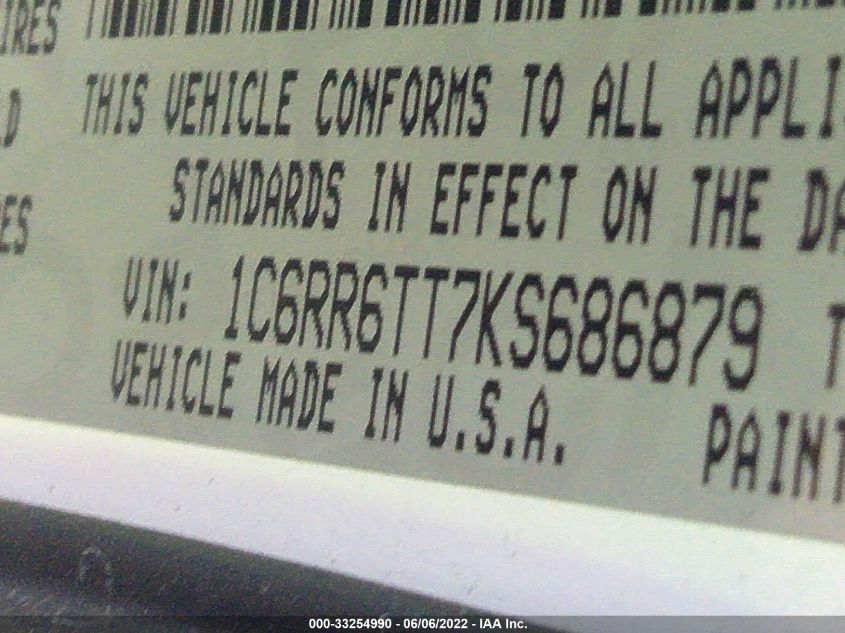 IRES
THIS VEHICLE CONFORMS TO ALL APPLI
STANDARDS IN EFFECT ON THE DA
VIN: 1C6RR6TT7KS686879 T
VEHICLE MADE IN U.S.A. PAINT
000-33254990 - 06/06/2022 - IAA Inc.